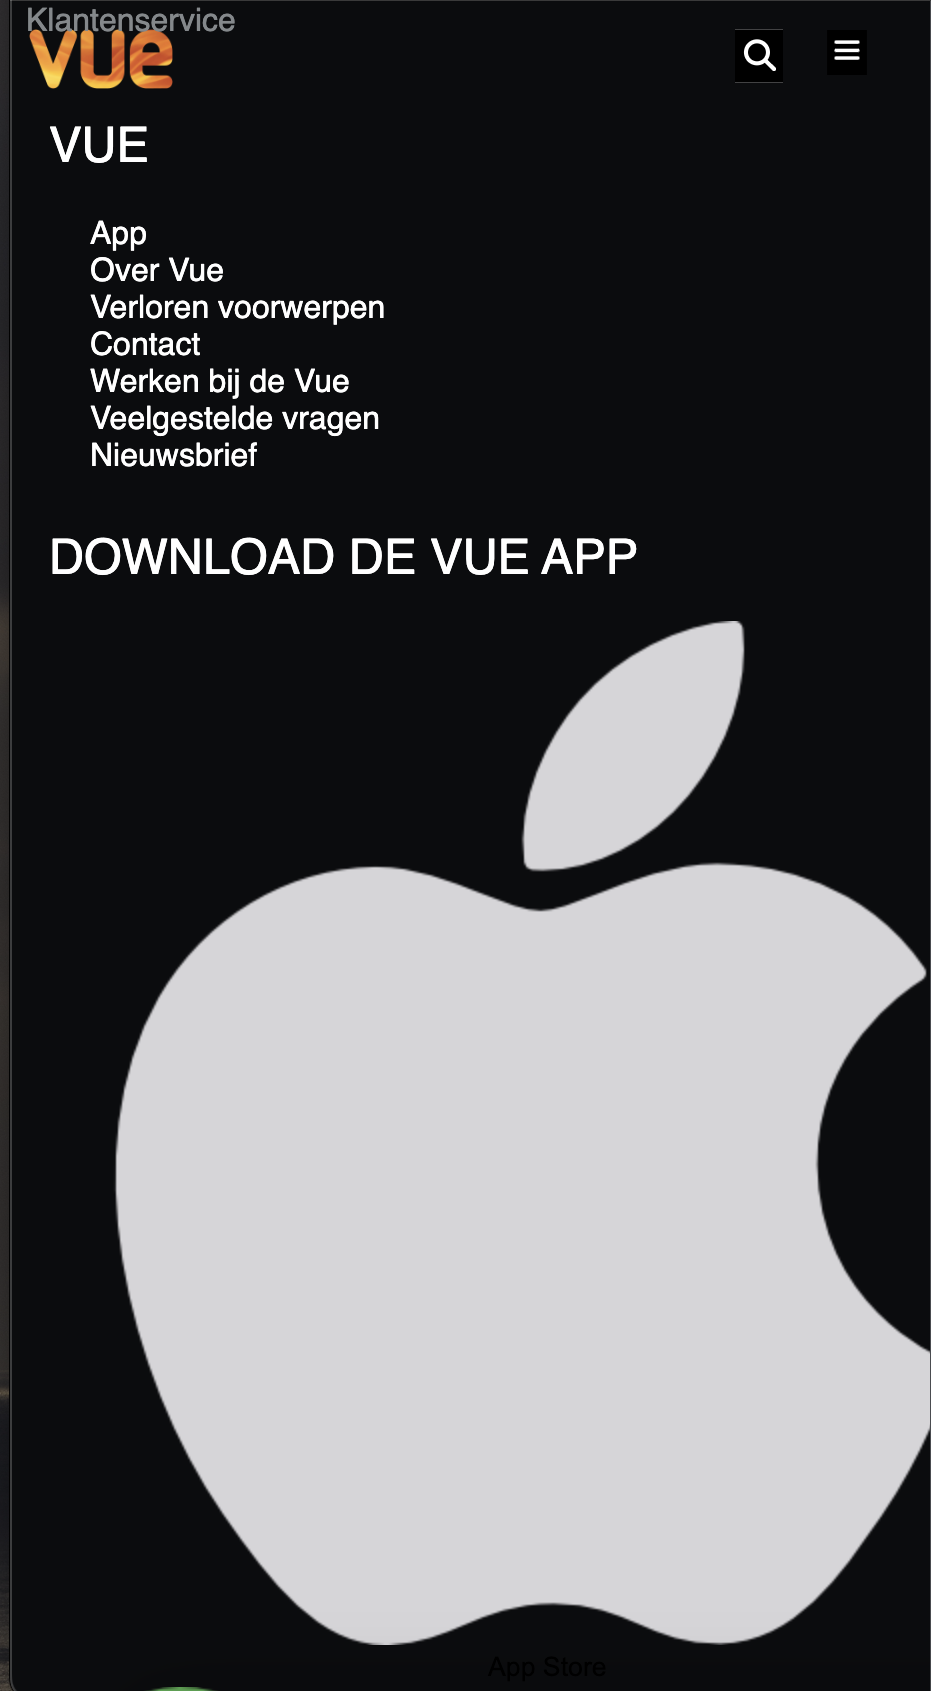 Klantenservice
vue
VUE
App
Over Vue
Verloren voorwerpen
Contact
Werken bij de Vue
Veelgestelde vragen
Nieuwsbrief
DOWNLOAD DE VUE APP
App Store